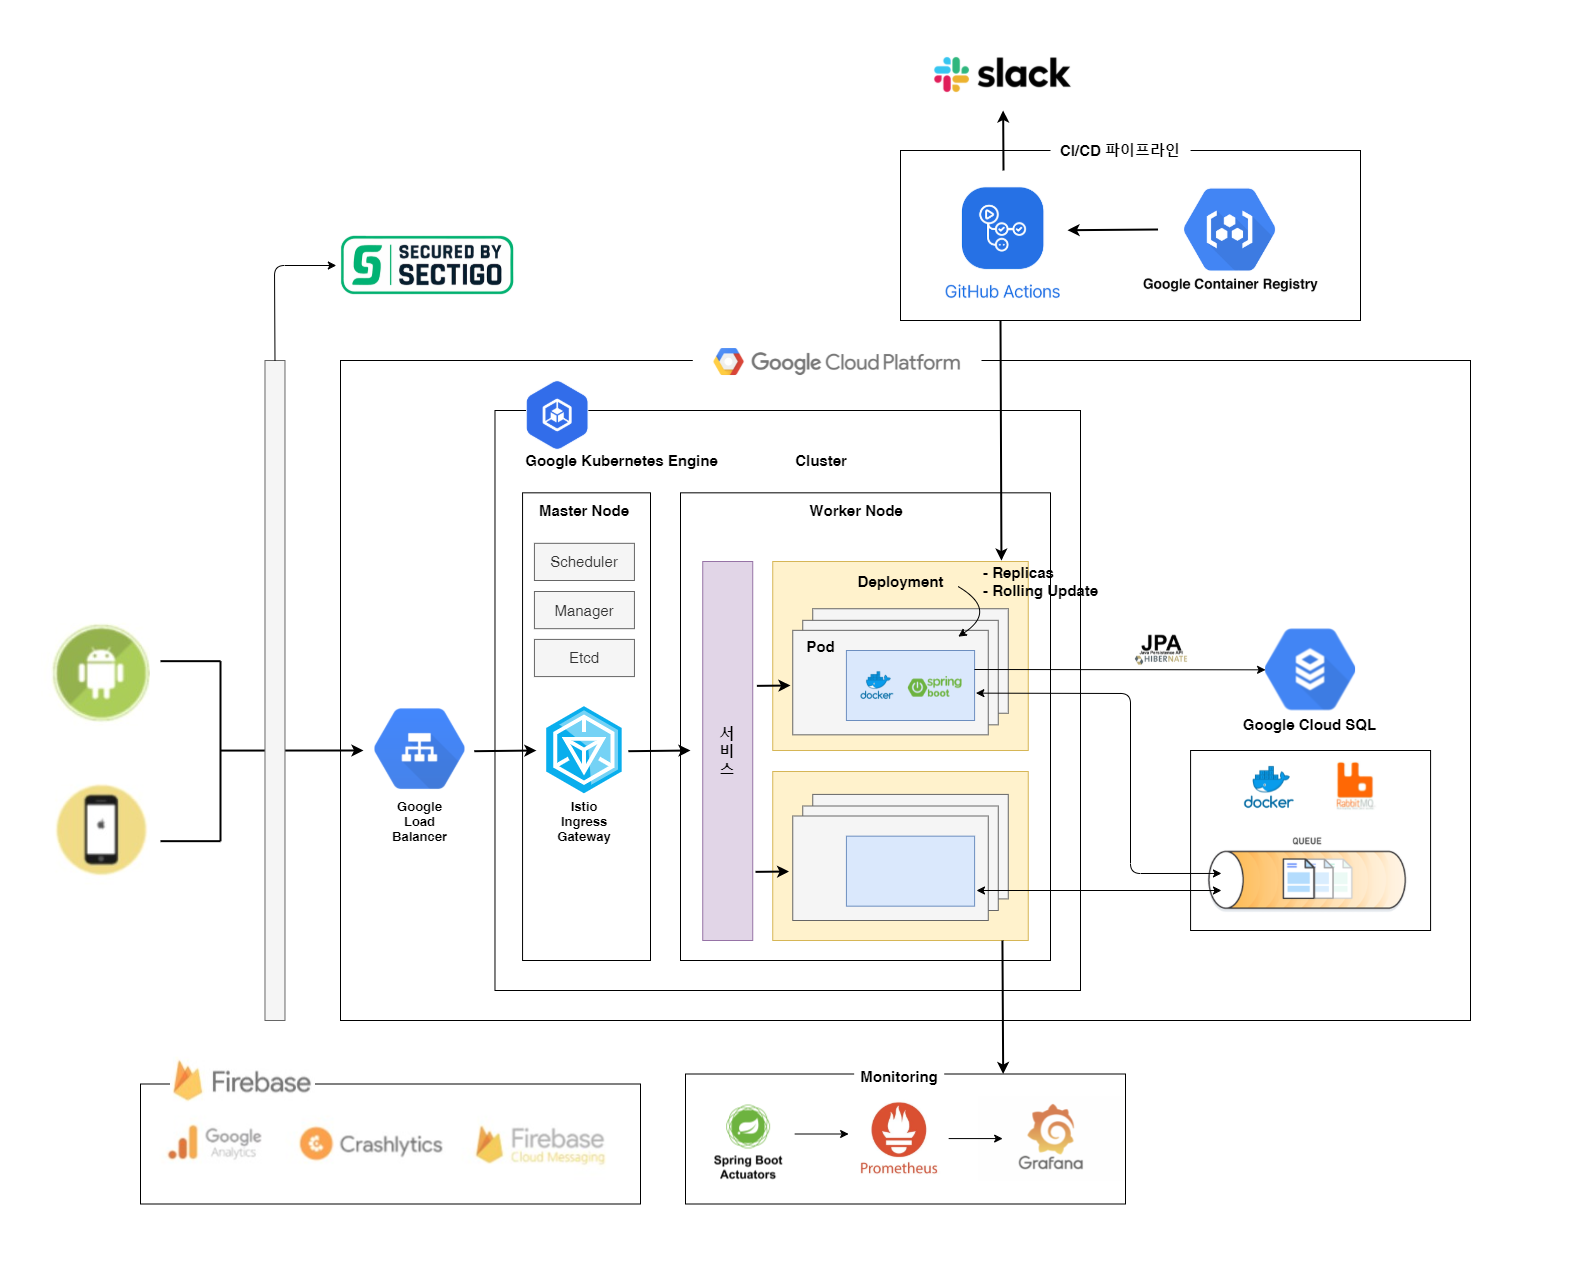 slack
CI/CD 파이프라인
GitHub Actions
Google Container Registry
SECURED BY
SECTIGO
Google Cloud Platform
Google Kubernetes Engine
Cluster
Master Node
Worker Node
Scheduler
Manager
Etcd
Deployment
- Replicas
- Rolling Update
Pod
docker
spring
boot
서
비
스
JPA
Java Persistence API
HIBERNATE
Google Cloud SQL
docker
RabbitMQ
QUEUE
Google
Load
Balancer
Istio
Ingress
Gateway
Firebase
Google
Analytics
Crashlytics
Firebase
Cloud Messaging
Monitoring
Spring Boot
Actuators
Prometheus
Grafana